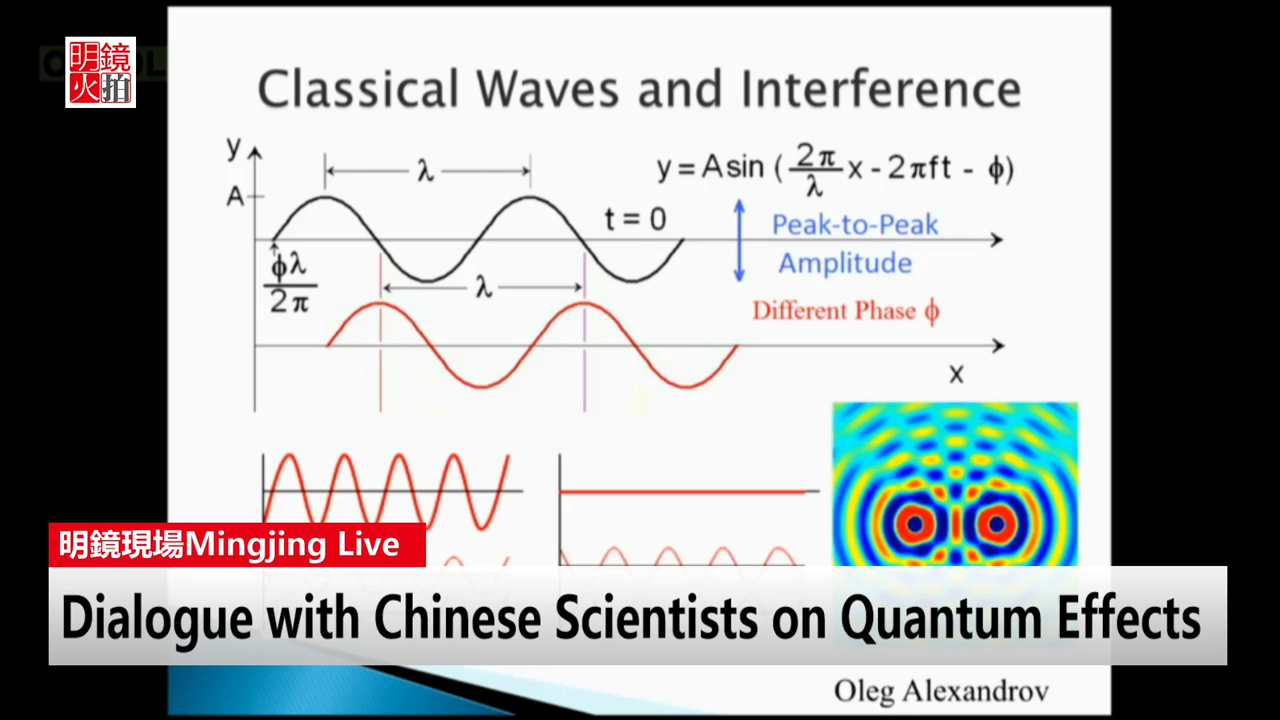 明鏡
火拍
Classical Waves and Interference
y
λ
y = A sin ( 2π/λ x - 2πft - ϕ)
A
t = 0
Peak-to-Peak
Amplitude
ϕλ
2π
λ
Different Phase ϕ
x
明鏡現場Mingjing Live
Dialogue with Chinese Scientists on Quantum Effects
Oleg Alexandrov